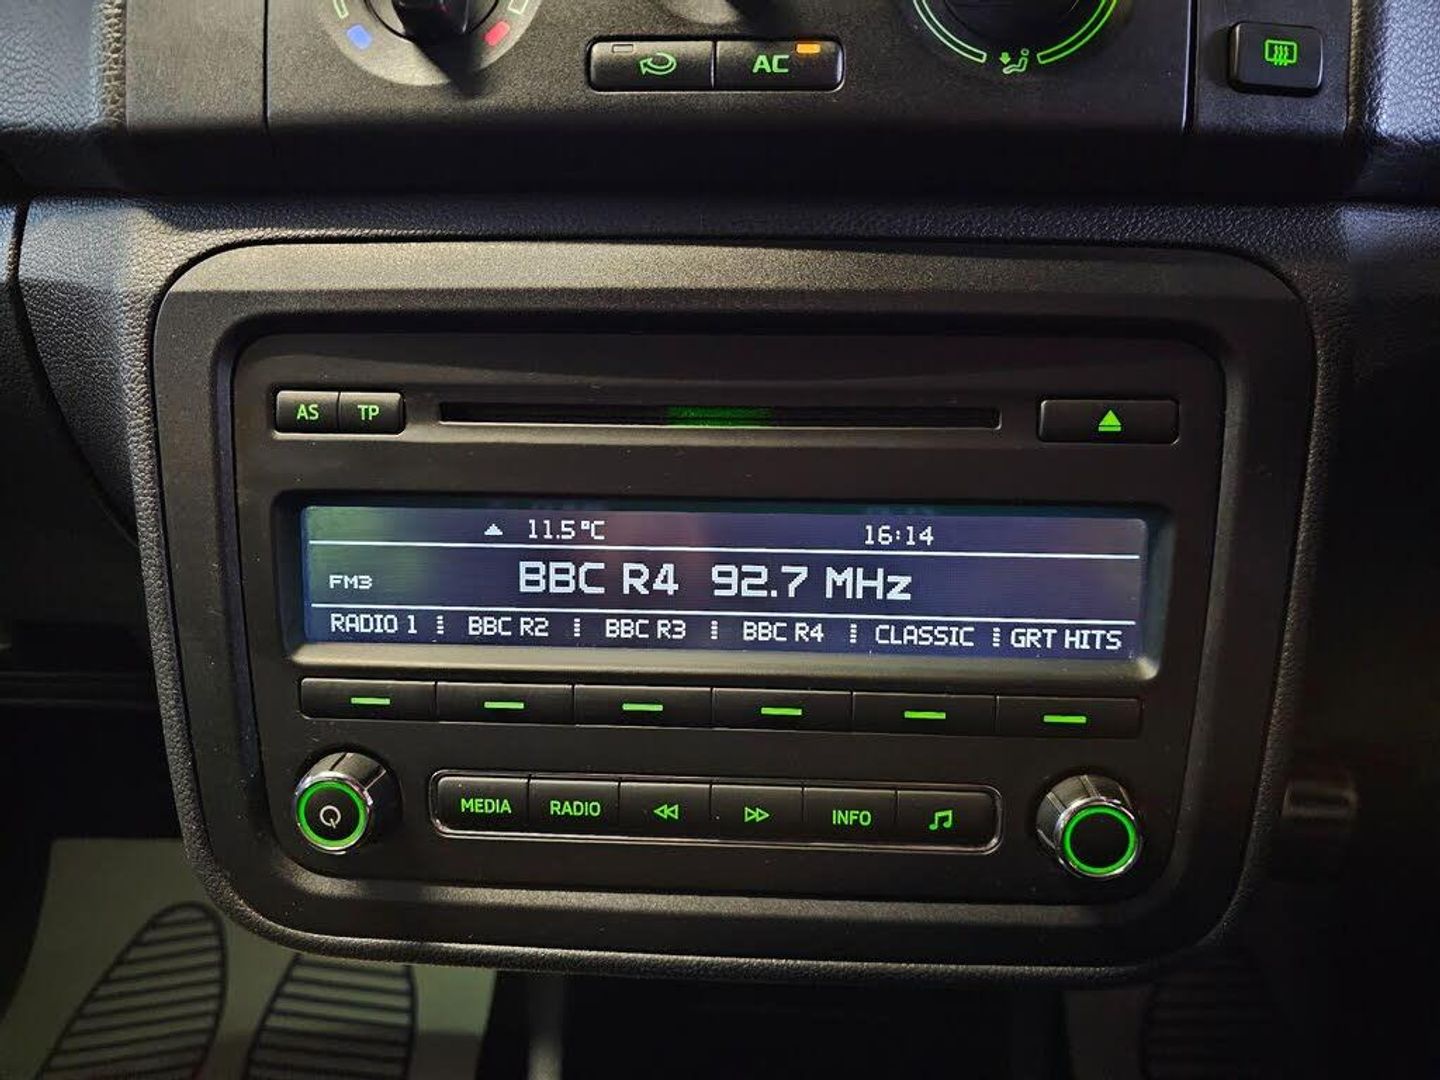 AC
AS TP
11.5°C 16:14
FM3 BBC R4 92.7 MHz
RADIO 1 BBC R2 BBC R3 BBC R4 CLASSIC GRT HITS
MEDIA RADIO INFO